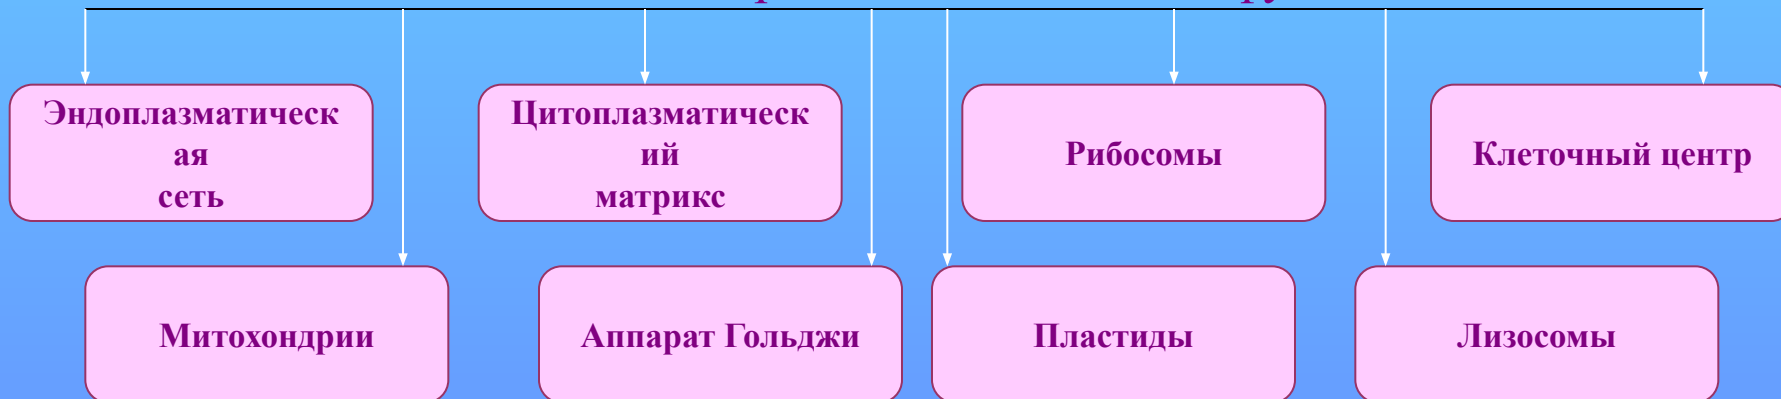 Эндоплазматическ
ая
сеть
Цитоплазматическ
ий
матрикс
Рибосомы
Клеточный центр
Митохондрии
Аппарат Гольджи
Пластиды
Лизосомы